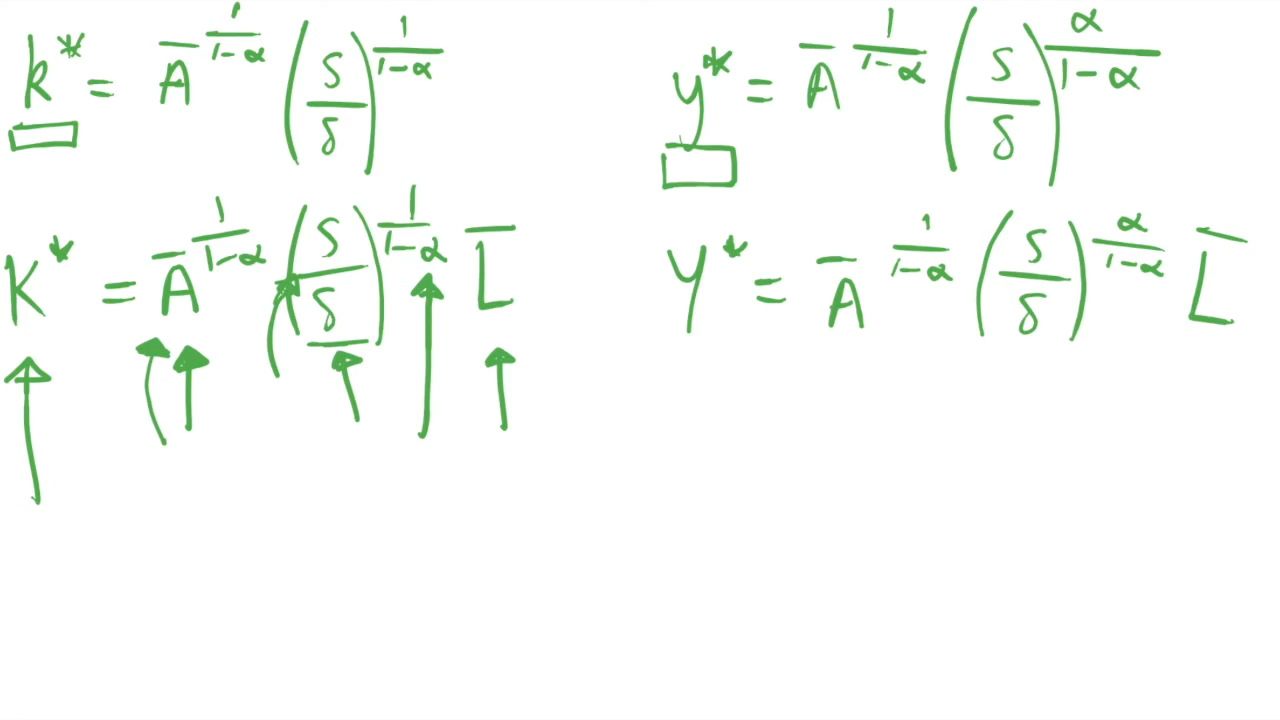 k* = A̅^(1/(1-α)) (s/δ)^(1/(1-α))
y* = A̅^(1/(1-α)) (s/δ)^(α/(1-α))
K* = A̅^(1/(1-α)) (s/δ)^(1/(1-α)) L̅
Y* = A̅^(1/(1-α)) (s/δ)^(α/(1-α)) L̅